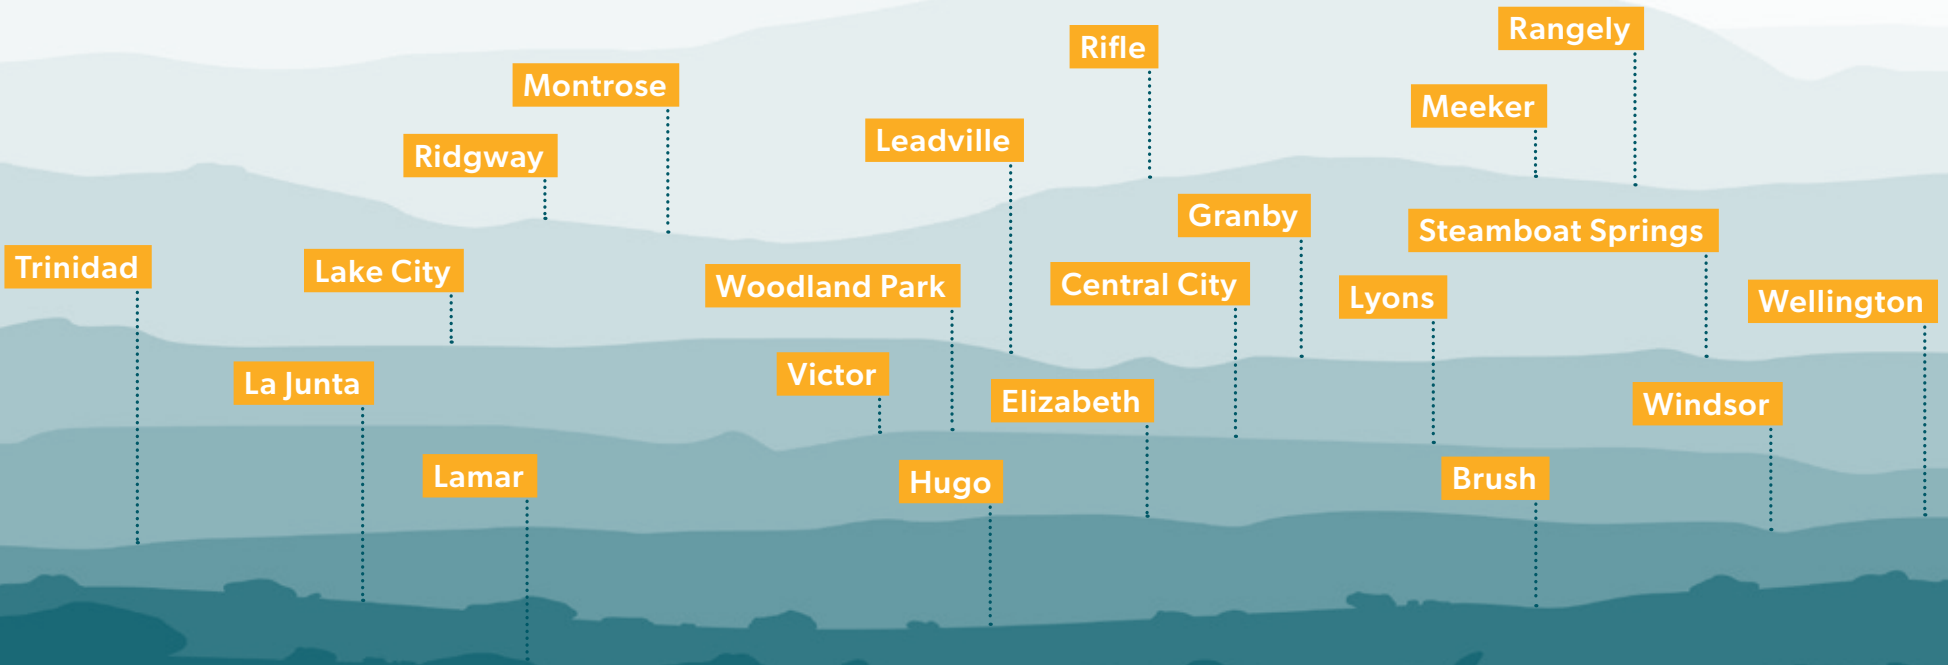 Rangely
Rifle
Montrose
Meeker
Leadville
Ridgway
Granby
Steamboat Springs
Trinidad
Lake City
Woodland Park
Central City
Lyons
Wellington
La Junta
Victor
Elizabeth
Windsor
Lamar
Hugo
Brush